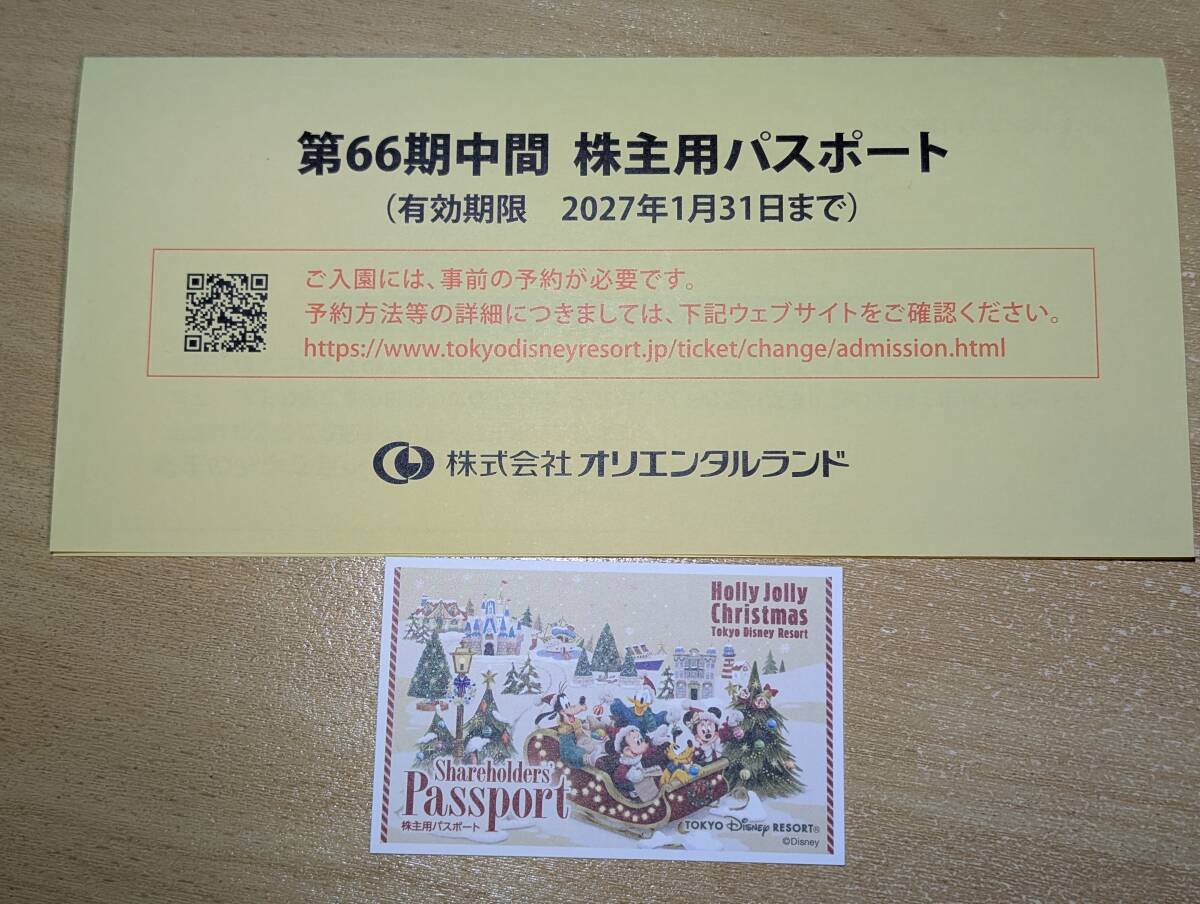 第66期中間 株主用パスポート
（有効期限　2027年1月31日まで）
ご入園には、事前の予約が必要です。
予約方法等の詳細につきましては、下記ウェブサイトをご確認ください。
https://www.tokyodisneyresort.jp/ticket/change/admission.html
株式会社オリエンタルランド
Holly Jolly
Christmas
Tokyo Disney Resort
Shareholders'
Passport
株主用パスポート
TOKYO Disney RESORT®
©Disney